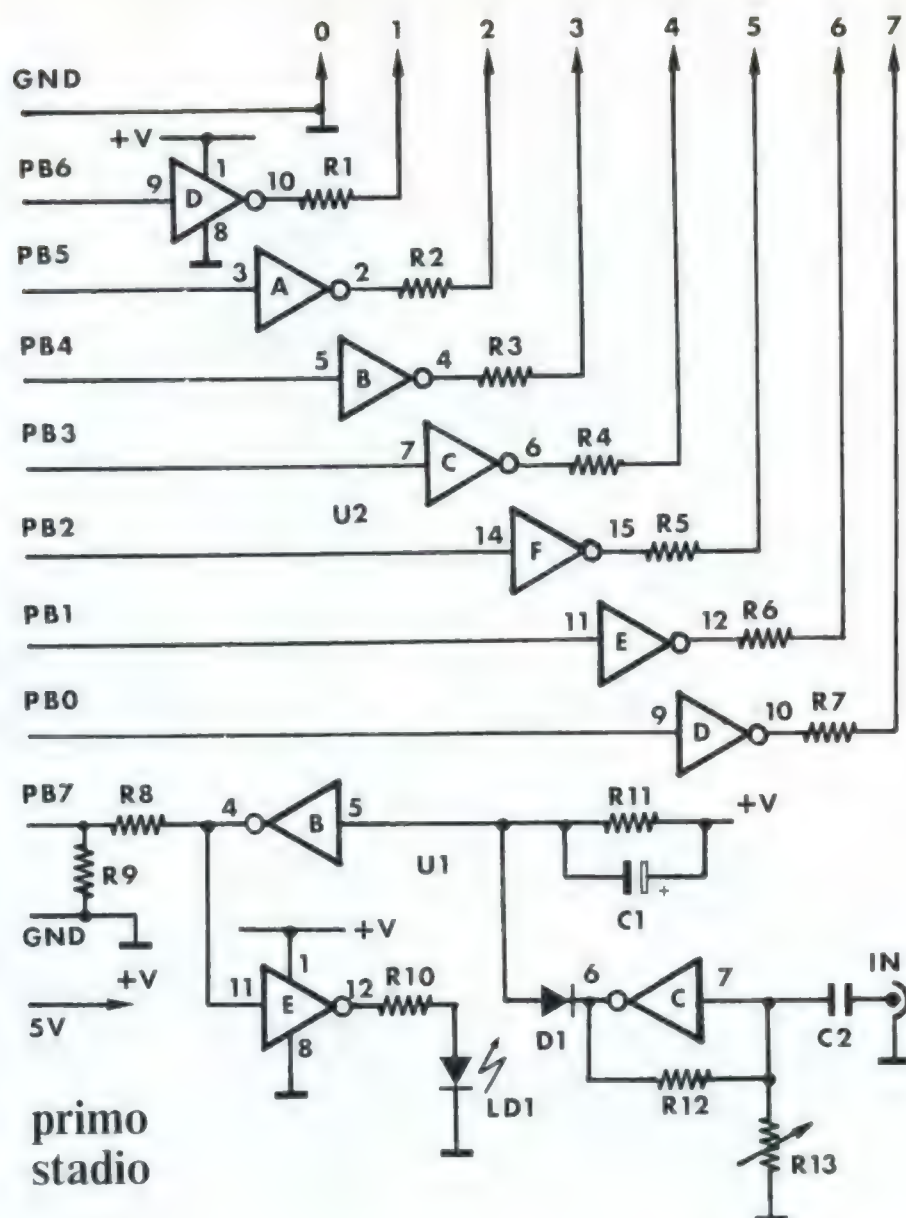 0 1 2 3 4 5 6 7
GND
+V
PB6 9 D 1 10 R1
8
PB5 3 A 2 R2
PB4 5 B 4 R3
PB3 7 C 6 R4
U2
PB2 14 F 15 R5
PB1 11 E 12 R6
PB0 9 D 10 R7
PB7 R8 4 B 5 R11 +V
R9 U1 + C1
GND
+V
5V
+V
11 E 1 12 R10
8
LD1
6 C 7 IN
D1 C2
R12
R13
primo
stadio